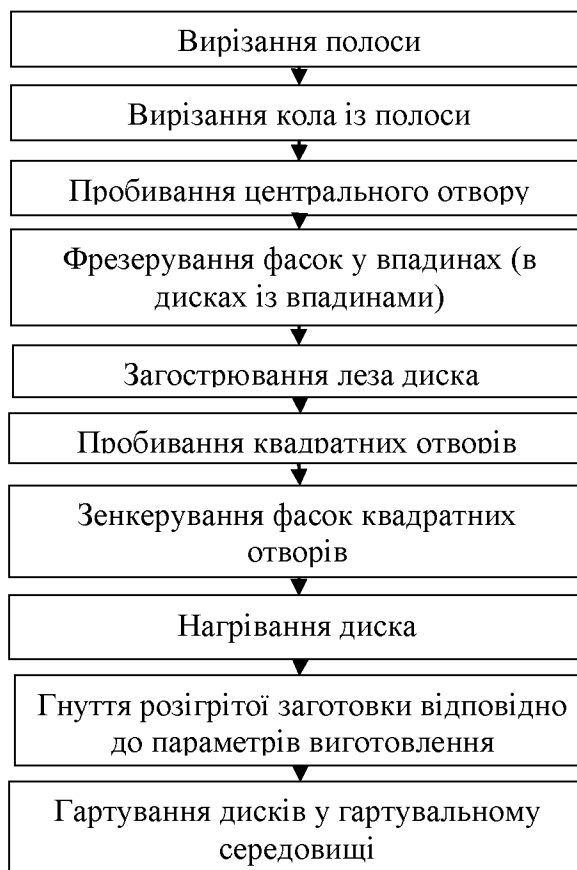 Вирізання полоси
Вирізання кола із полоси
Пробивання центрального отвору
Фрезерування фасок у впадинах (в
дисках із впадинами)
Загострювання леза диска
Пробивання квадратних отворів
Зенкерування фасок квадратних
отворів
Нагрівання диска
Гнуття розігрітої заготовки відповідно
до параметрів виготовлення
Гартування дисків у гартувальному
середовищі